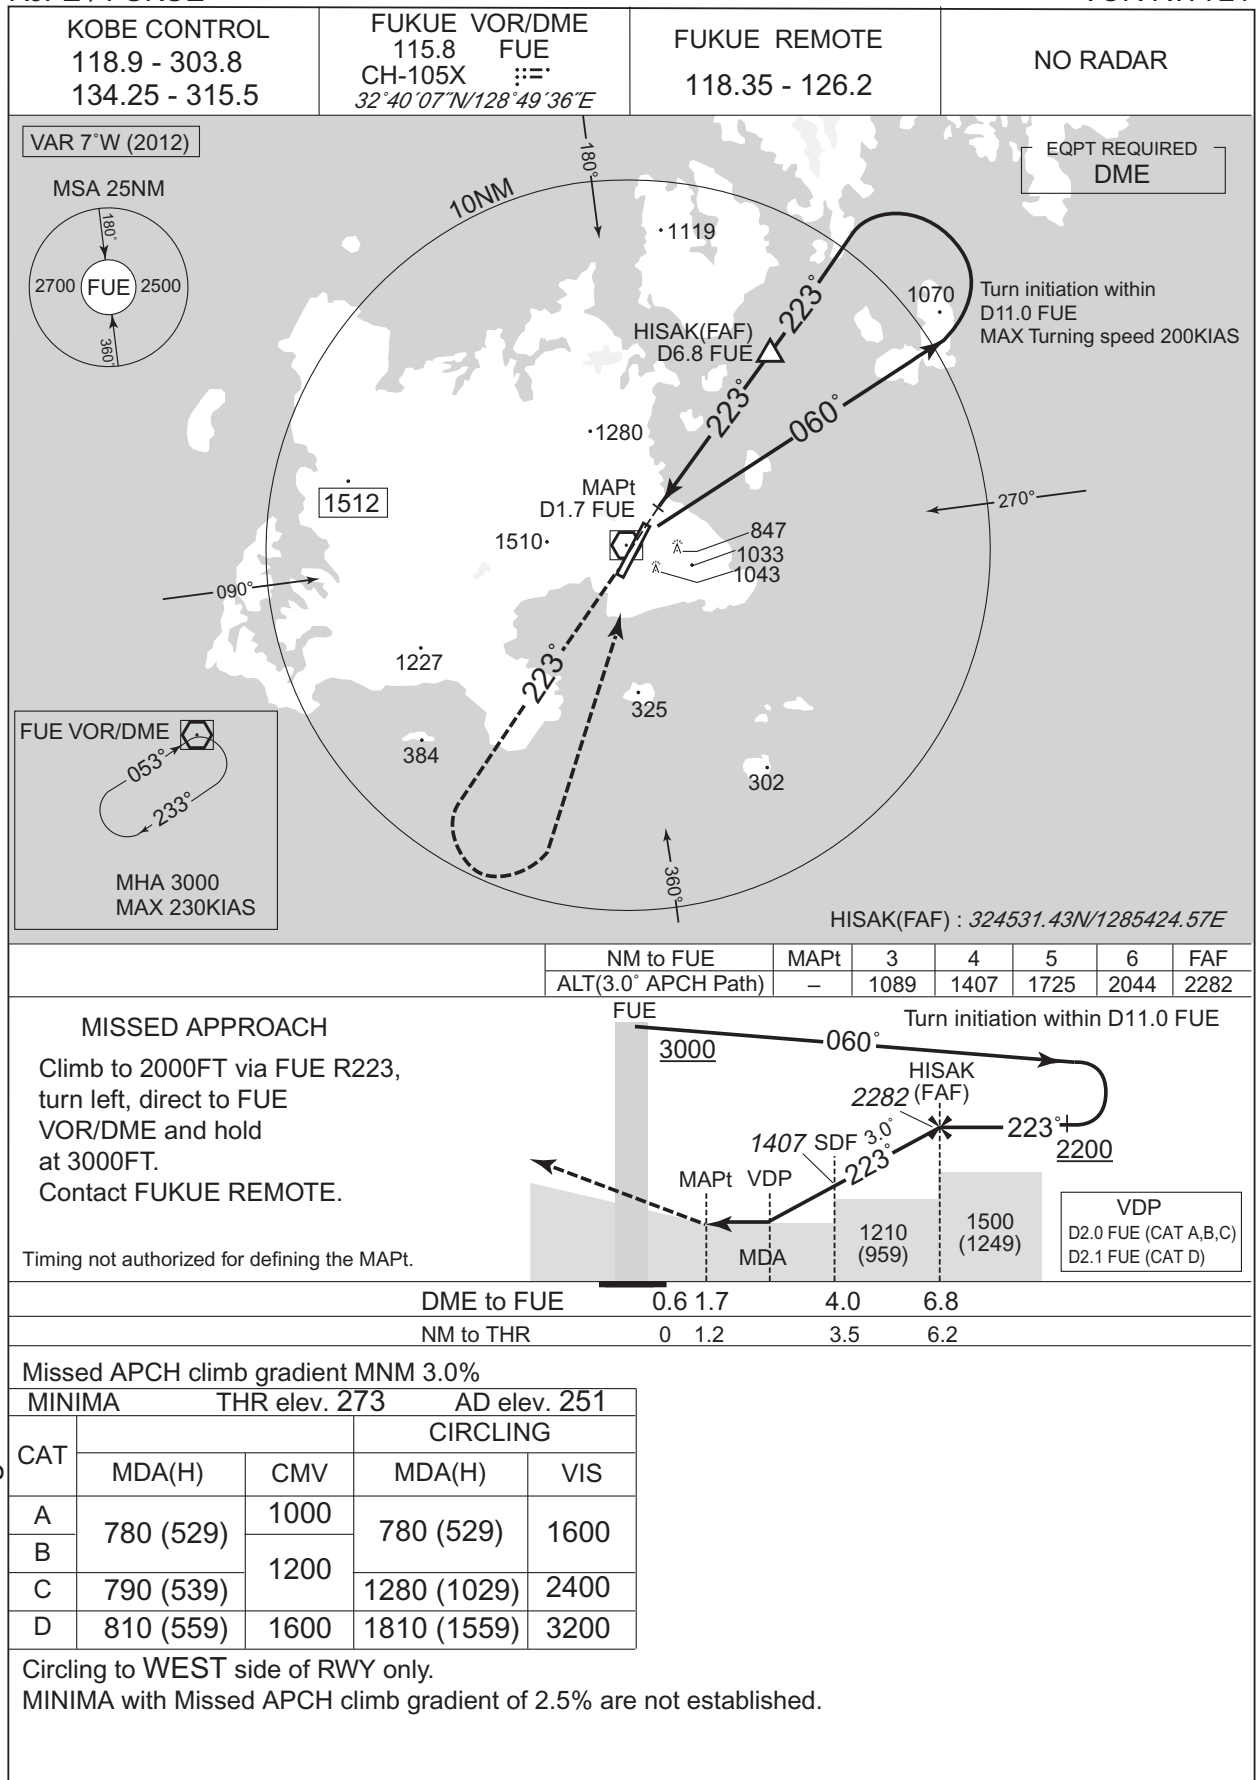 KOBE CONTROL
118.9 - 303.8
134.25 - 315.5
FUKUE VOR/DME
115.8 FUE
CH-105X
32˚40´07˝N/128˚49´36˝E
FUKUE REMOTE
118.35 - 126.2
NO RADAR
VAR 7˚W (2012)
MSA 25NM
180˚
2700 FUE 2500
360˚
10NM
180˚
EQPT REQUIRED
DME
1119
223˚
1070
Turn initiation within
D11.0 FUE
MAX Turning speed 200KIAS
HISAK(FAF)
D6.8 FUE
223˚
060˚
1280
1512
MAPt
D1.7 FUE
270˚
1510
847
1033
1043
090˚
1227
223˚
325
384
302
360˚
FUE VOR/DME
053˚
233˚
MHA 3000
MAX 230KIAS
HISAK(FAF) : 324531.43N/1285424.57E
NM to FUE MAPt 3 4 5 6 FAF
ALT(3.0˚ APCH Path) – 1089 1407 1725 2044 2282
MISSED APPROACH
Climb to 2000FT via FUE R223,
turn left, direct to FUE
VOR/DME and hold
at 3000FT.
Contact FUKUE REMOTE.
Timing not authorized for defining the MAPt.
FUE
Turn initiation within D11.0 FUE
3000
060˚
HISAK
(FAF)
2282
223˚
2200
1407 SDF 3.0˚
223˚
MAPt VDP
MDA
1210
(959)
1500
(1249)
VDP
D2.0 FUE (CAT A,B,C)
D2.1 FUE (CAT D)
DME to FUE 0.6 1.7 4.0 6.8
NM to THR 0 1.2 3.5 6.2
Missed APCH climb gradient MNM 3.0%
MINIMA THR elev. 273 AD elev. 251
CAT CIRCLING
MDA(H) CMV MDA(H) VIS
A 780 (529) 1000 780 (529) 1600
B 1200
C 790 (539) 1280 (1029) 2400
D 810 (559) 1600 1810 (1559) 3200
Circling to WEST side of RWY only.
MINIMA with Missed APCH climb gradient of 2.5% are not established.